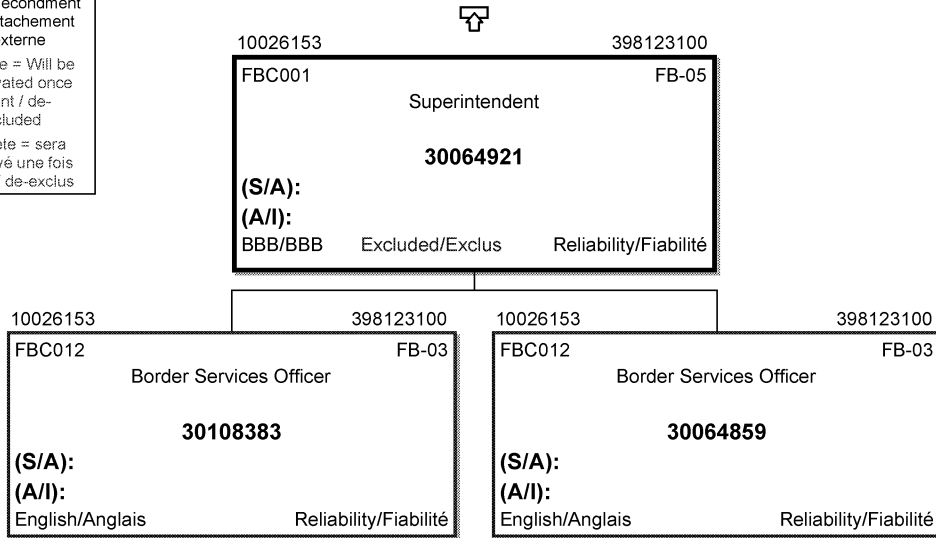 tachement
xterne
e = Will be
ated once
nt / de-
luded
ete = sera
é une fois
/ de-exclus
10026153 398123100
FBC001 FB-05
Superintendent
30064921
(S/A):
(A/I):
BBB/BBB Excluded/Exclus Reliability/Fiabilité
10026153 398123100
FBC012 FB-03
Border Services Officer
30108383
(S/A):
(A/I):
English/Anglais Reliability/Fiabilité
10026153 398123100
FBC012 FB-03
Border Services Officer
30064859
(S/A):
(A/I):
English/Anglais Reliability/Fiabilité